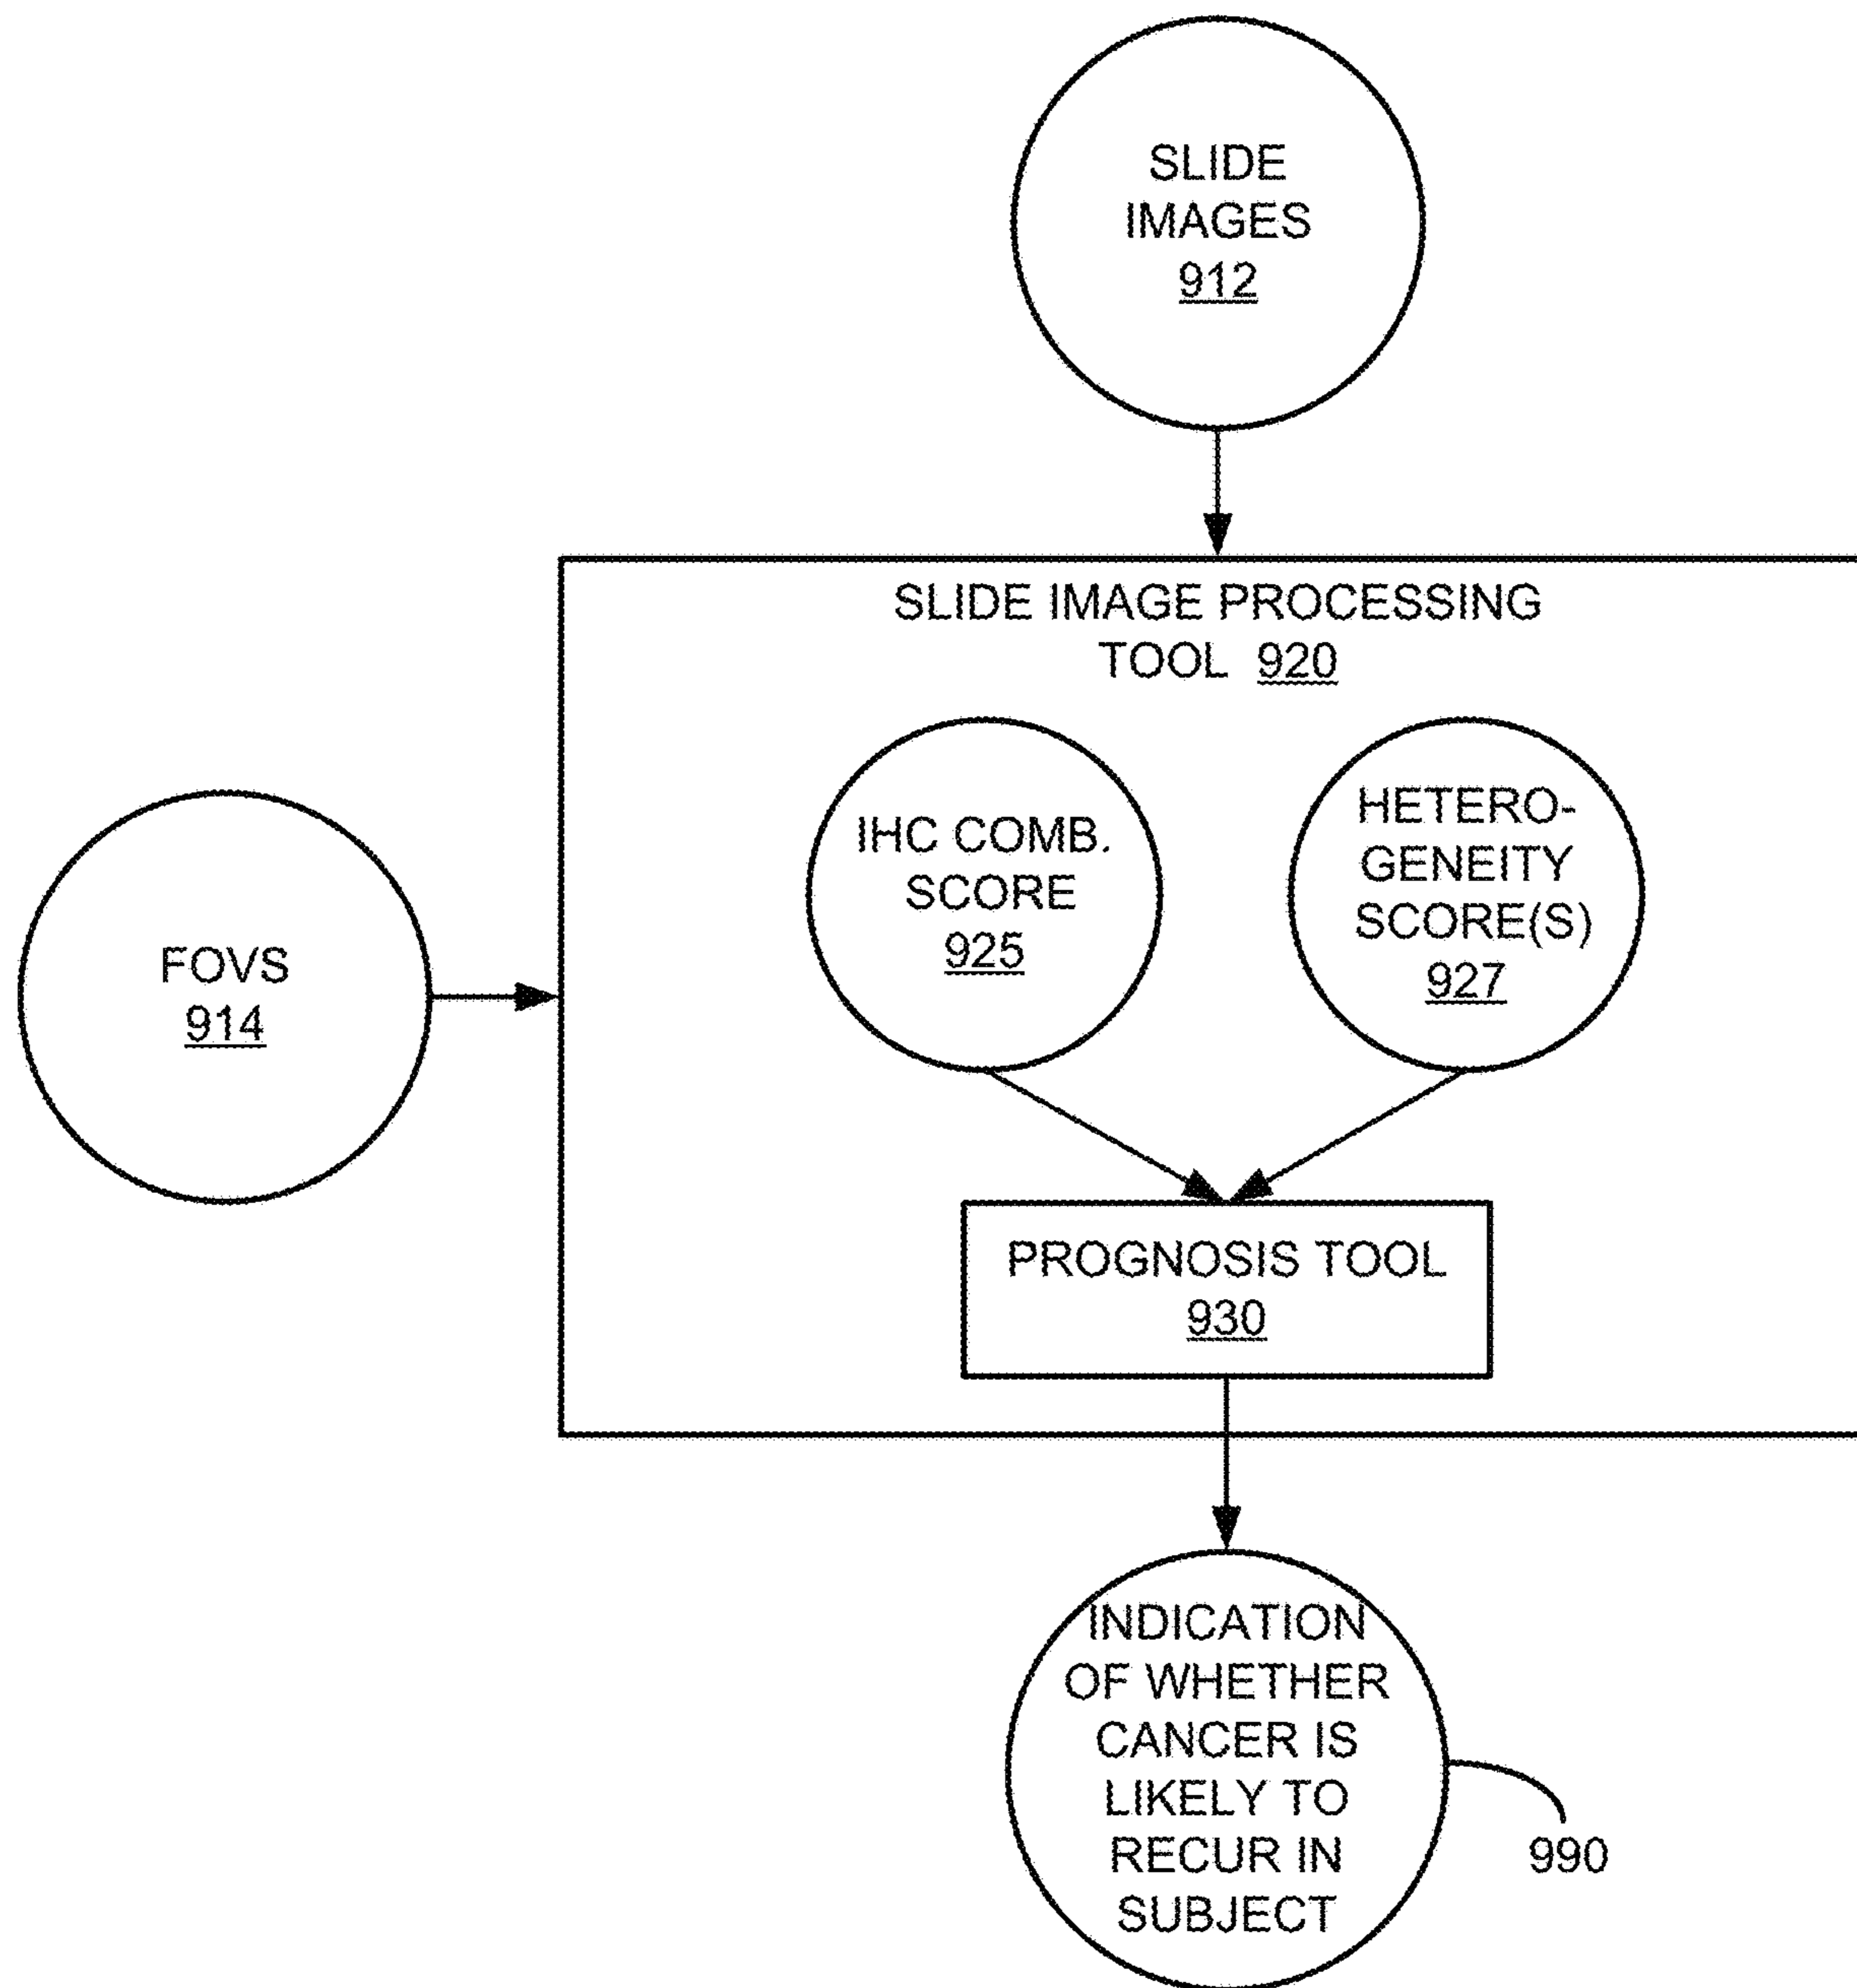 SLIDE
IMAGES
912
SLIDE IMAGE PROCESSING
TOOL 920
IHC COMB.
SCORE
925
HETERO-
GENEITY
SCORE(S)
927
FOVS
914
PROGNOSIS TOOL
930
INDICATION
OF WHETHER
CANCER IS
LIKELY TO
RECUR IN
SUBJECT
990